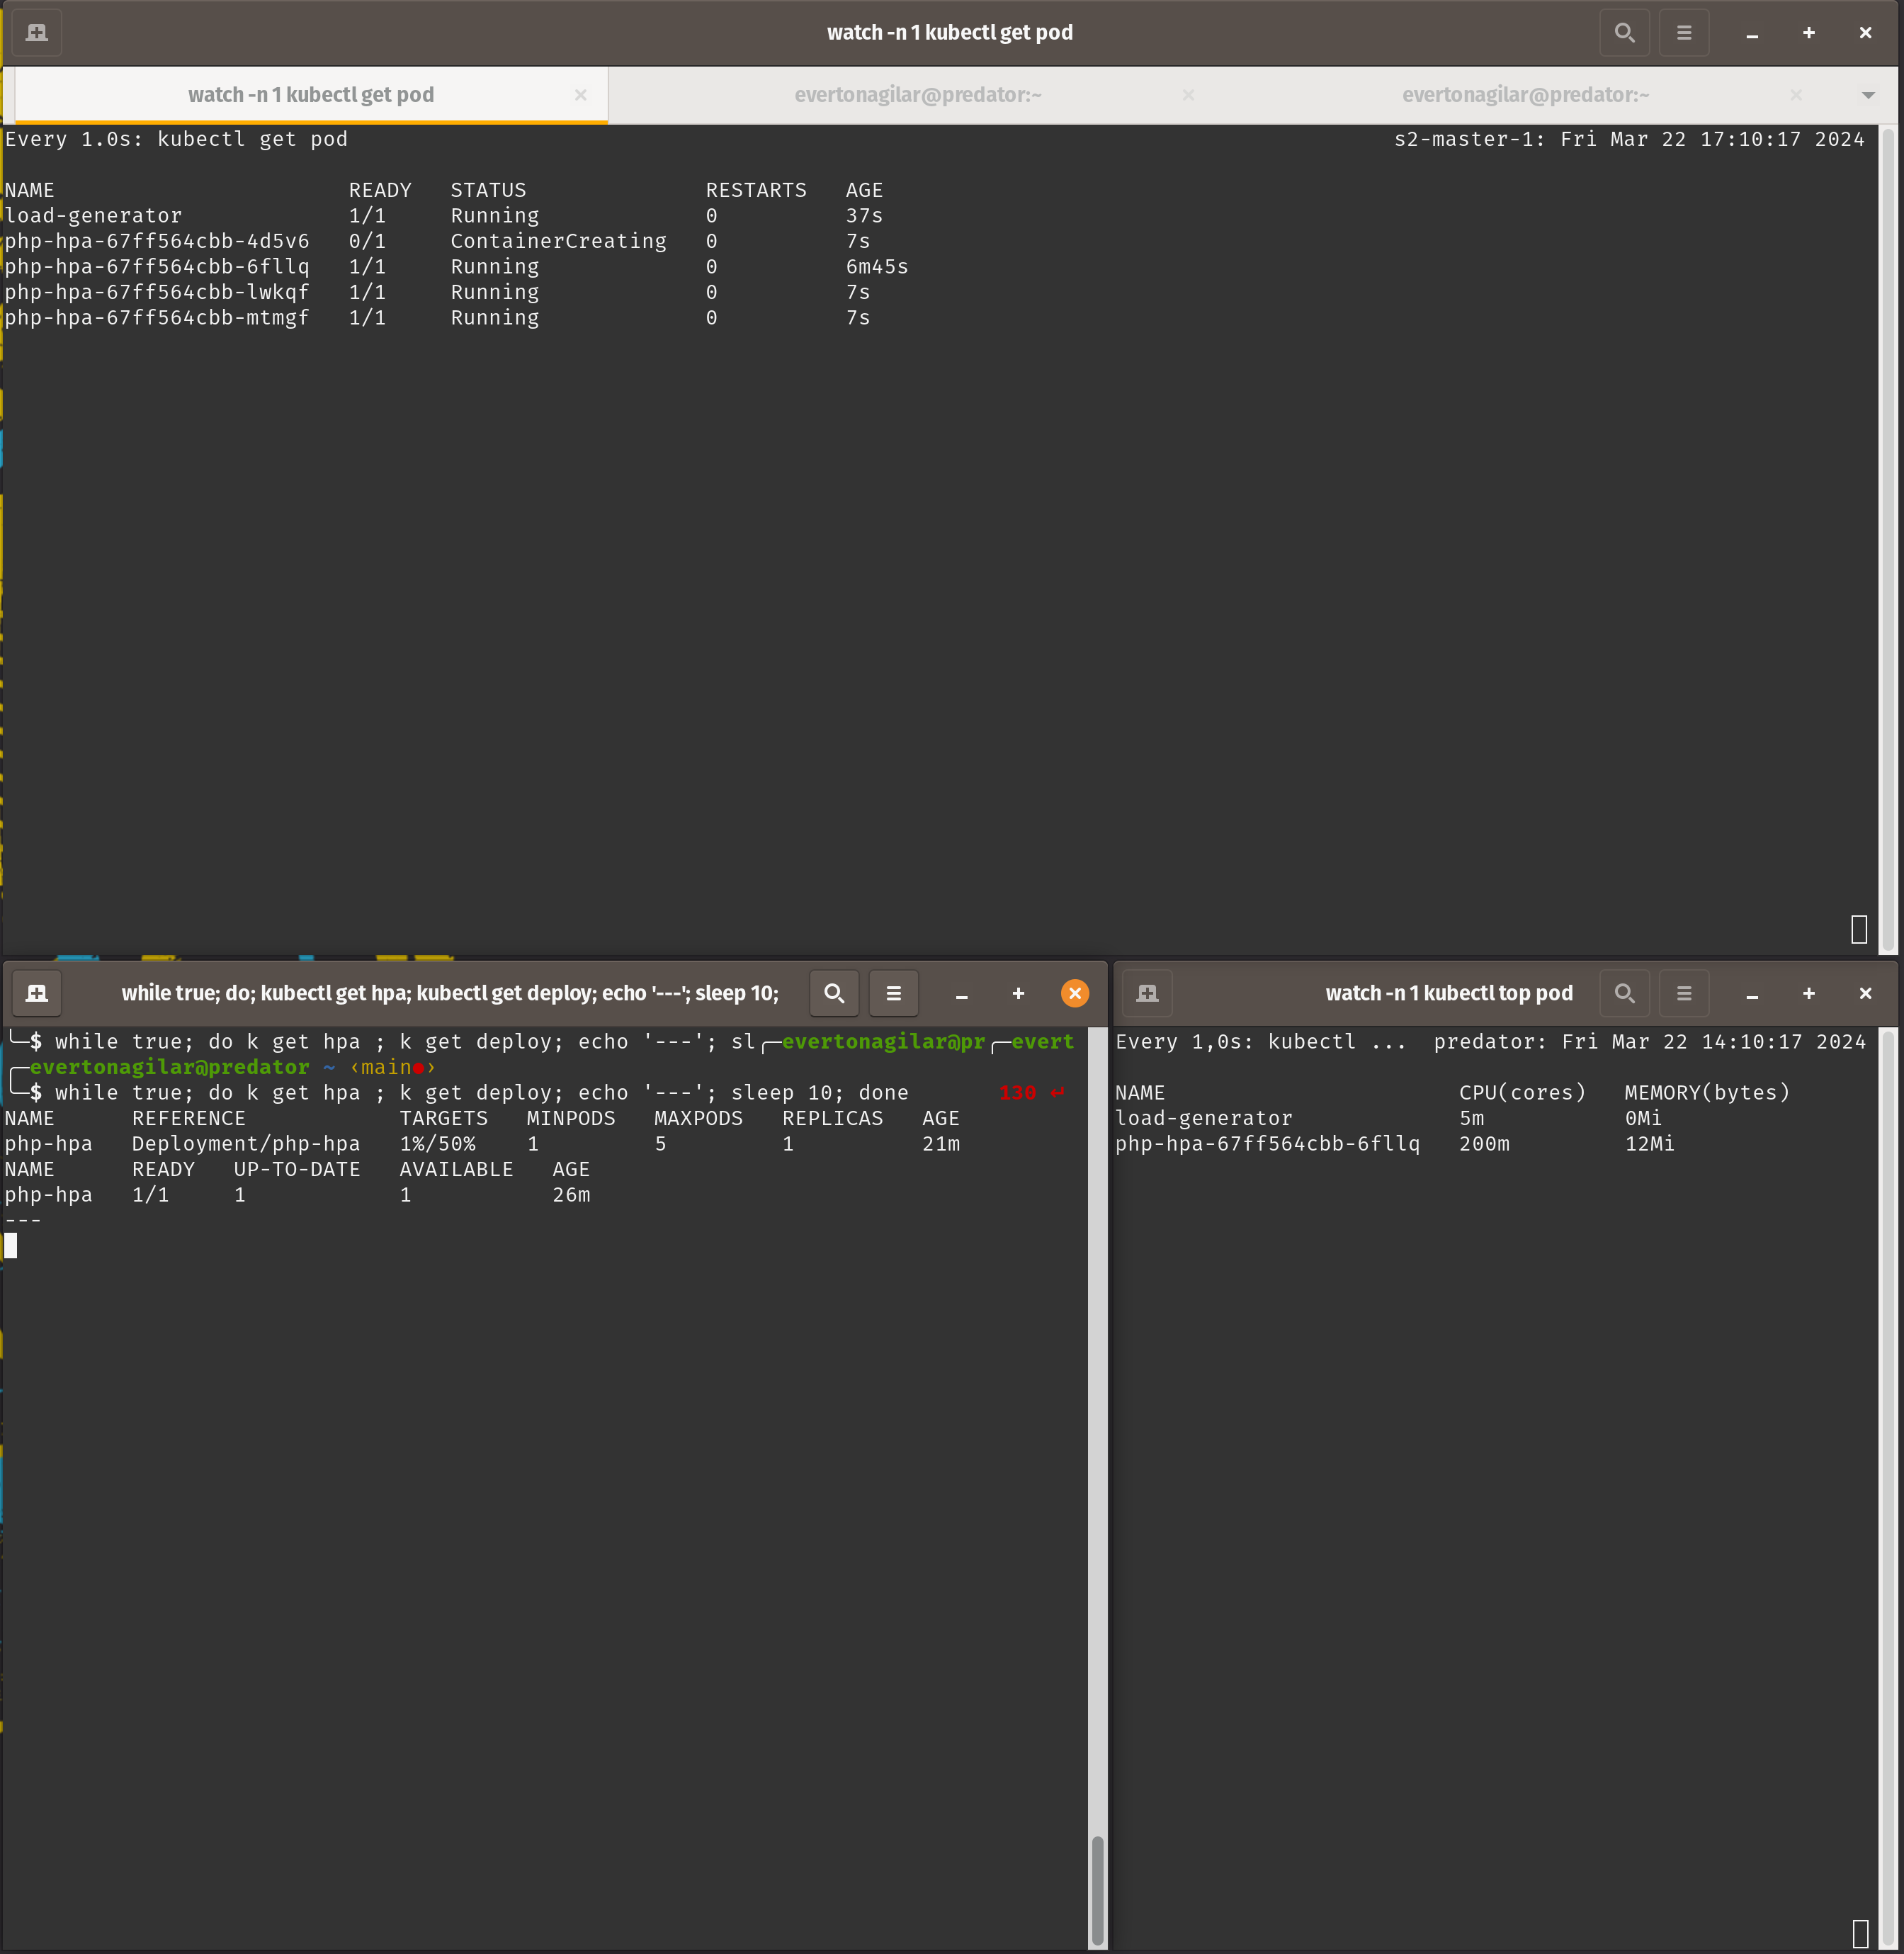 watch -n 1 kubectl get pod
watch -n 1 kubectl get pod evertonagilar@predator:~ evertonagilar@predator:~
Every 1.0s: kubectl get pod s2-master-1: Fri Mar 22 17:10:17 2024
NAME READY STATUS RESTARTS AGE
load-generator 1/1 Running 0 37s
php-hpa-67ff564cbb-4d5v6 0/1 ContainerCreating 0 7s
php-hpa-67ff564cbb-6fllq 1/1 Running 0 6m45s
php-hpa-67ff564cbb-lwkqf 1/1 Running 0 7s
php-hpa-67ff564cbb-mtmgf 1/1 Running 0 7s
while true; do; kubectl get hpa; kubectl get deploy; echo '---'; sleep 10;
╰─$ while true; do k get hpa ; k get deploy; echo '---'; sl╭─evertonagilar@pr╭─evert
╭─evertonagilar@predator ~ ‹main●›
╰─$ while true; do k get hpa ; k get deploy; echo '---'; sleep 10; done 130 ↵
NAME REFERENCE TARGETS MINPODS MAXPODS REPLICAS AGE
php-hpa Deployment/php-hpa 1%/50% 1 5 1 21m
NAME READY UP-TO-DATE AVAILABLE AGE
php-hpa 1/1 1 1 26m
---
watch -n 1 kubectl top pod
Every 1,0s: kubectl ... predator: Fri Mar 22 14:10:17 2024
NAME CPU(cores) MEMORY(bytes)
load-generator 5m 0Mi
php-hpa-67ff564cbb-6fllq 200m 12Mi